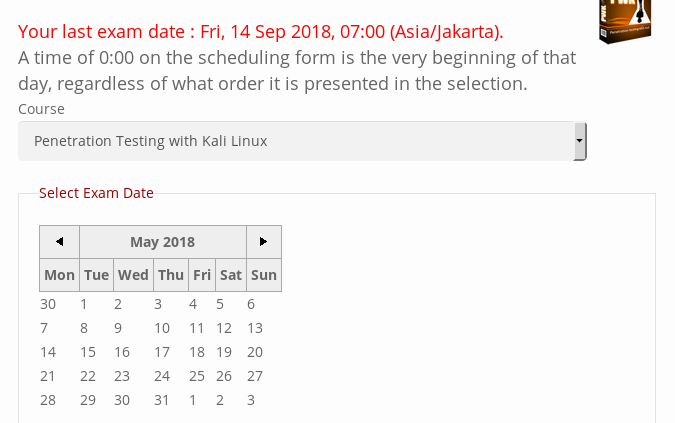 Your last exam date : Fri, 14 Sep 2018, 07:00 (Asia/Jakarta).
A time of 0:00 on the scheduling form is the very beginning of that
day, regardless of what order it is presented in the selection.
Course
Penetration Testing with Kali Linux
Select Exam Date
May 2018
Mon Tue Wed Thu Fri Sat Sun
30 1 2 3 4 5 6
7 8 9 10 11 12 13
14 15 16 17 18 19 20
21 22 23 24 25 26 27
28 29 30 31 1 2 3